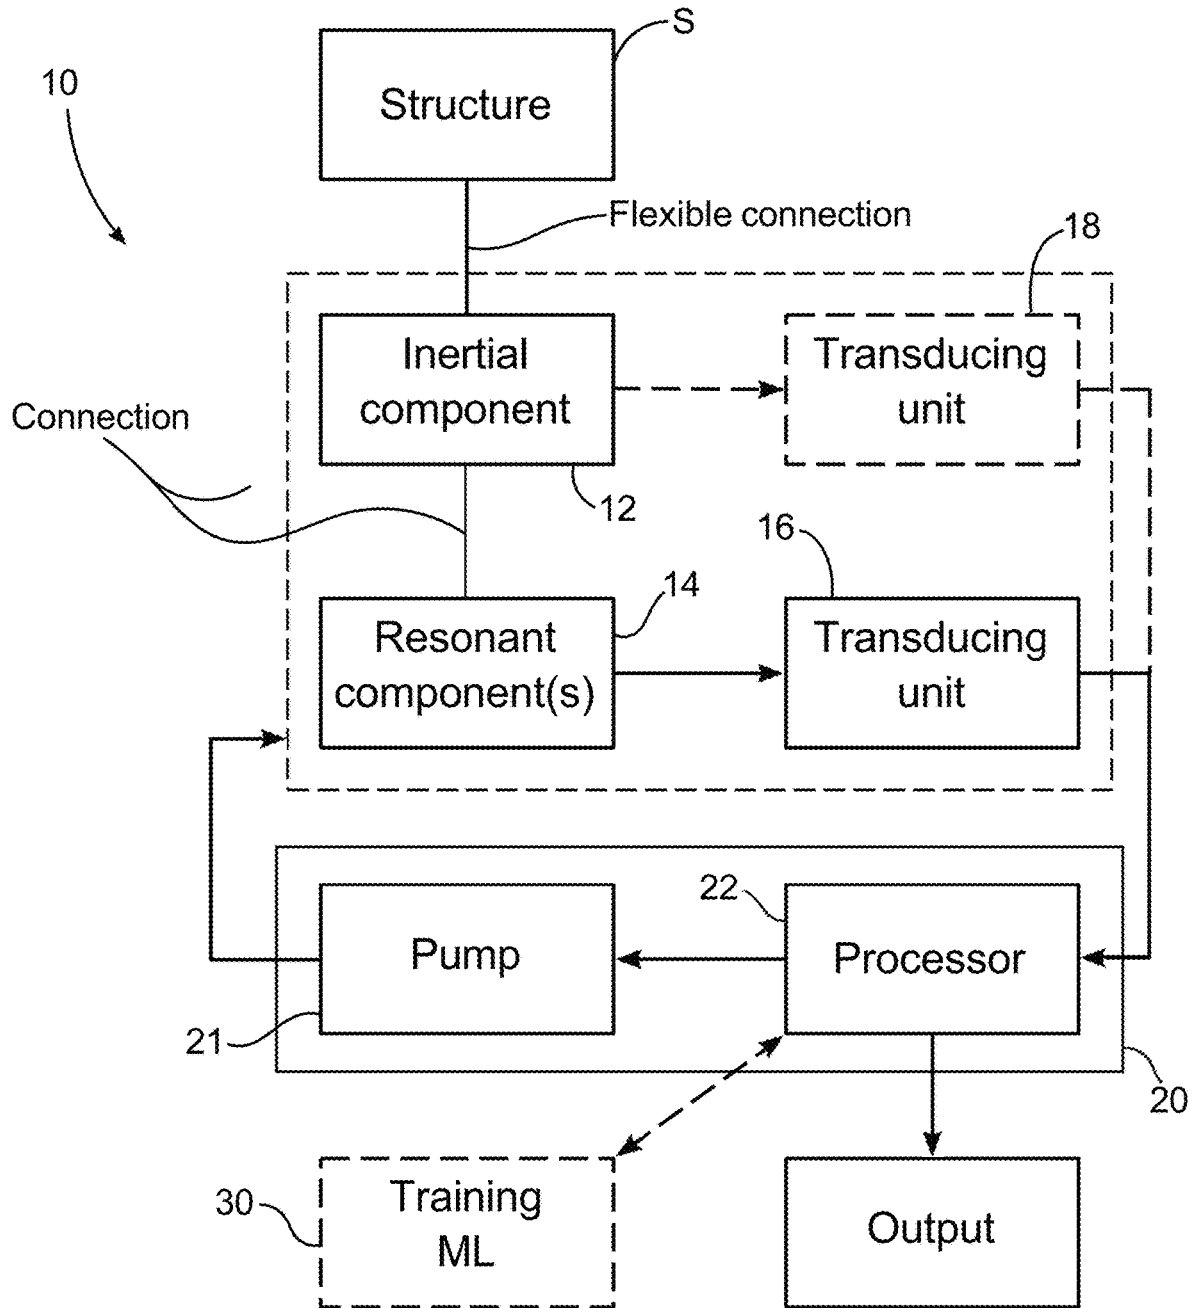 S
10
Structure
Flexible connection
18
Inertial
component
Transducing
unit
Connection
12
16
14
Resonant
component(s)
Transducing
unit
22
Pump
Processor
21
20
30
Training
ML
Output